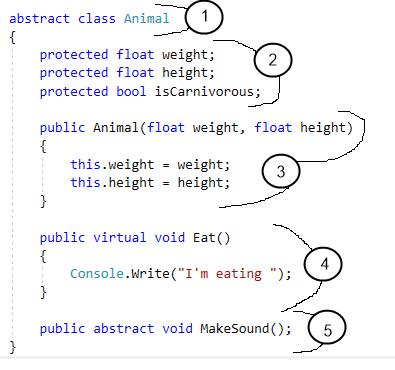 abstract class Animal 1
{
protected float weight; 2
protected float height;
protected bool isCarnivorous;
public Animal(float weight, float height)
{
this.weight = weight; 3
this.height = height;
}
public virtual void Eat()
{ 4
Console.Write("I'm eating ");
}
public abstract void MakeSound(); 5
}